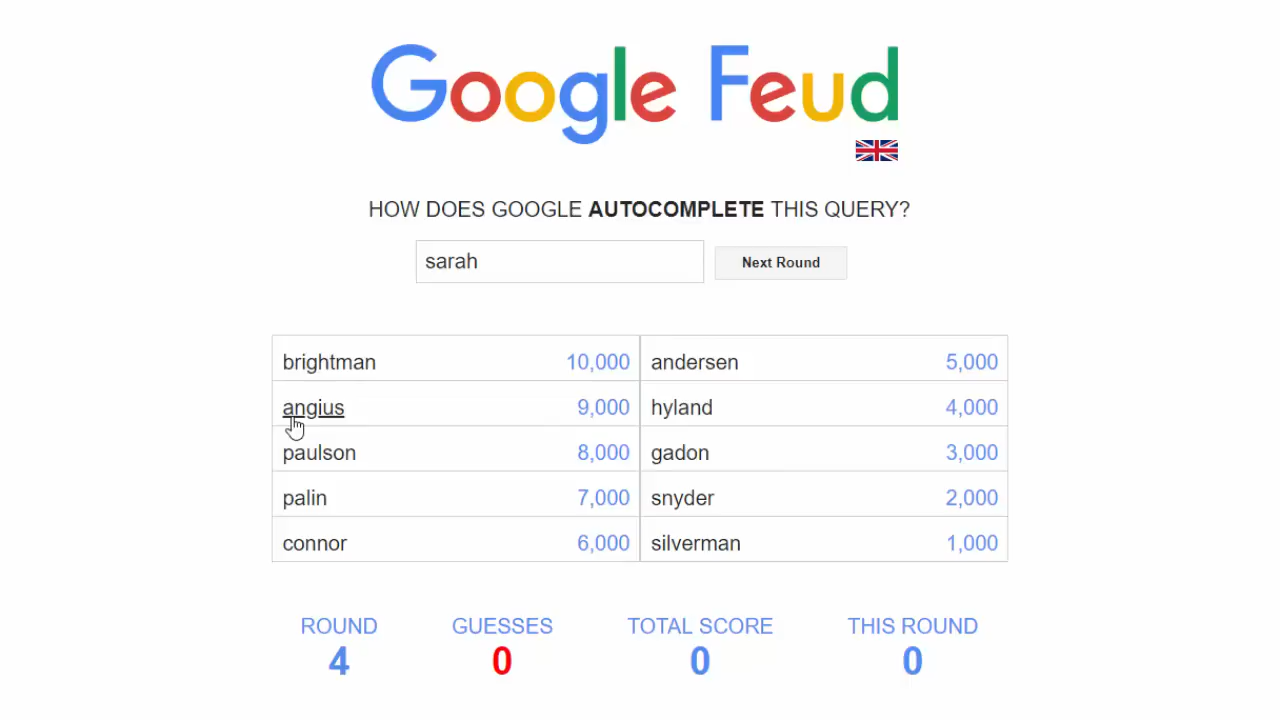 Google Feud
HOW DOES GOOGLE AUTOCOMPLETE THIS QUERY?
sarah Next Round
brightman 10,000 andersen 5,000
angius 9,000 hyland 4,000
paulson 8,000 gadon 3,000
palin 7,000 snyder 2,000
connor 6,000 silverman 1,000
ROUND GUESSES TOTAL SCORE THIS ROUND
4 0 0 0